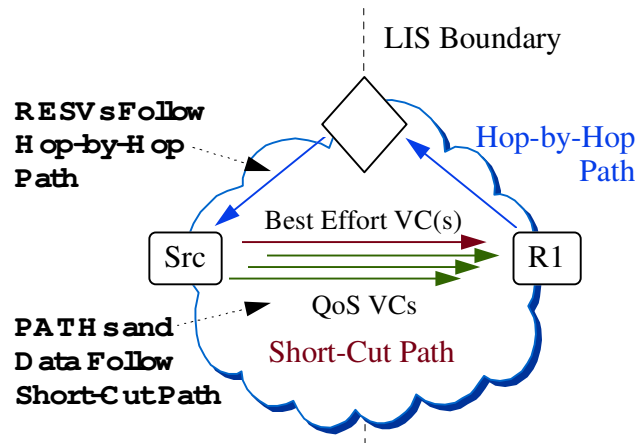 LIS Boundary
RESVs Follow
Hop-by-Hop
Path
Hop-by-Hop
Path
Best Effort VC(s)
Src
R1
QoS VCs
PATHs and
Data Follow
Short-Cut Path
Short-Cut Path